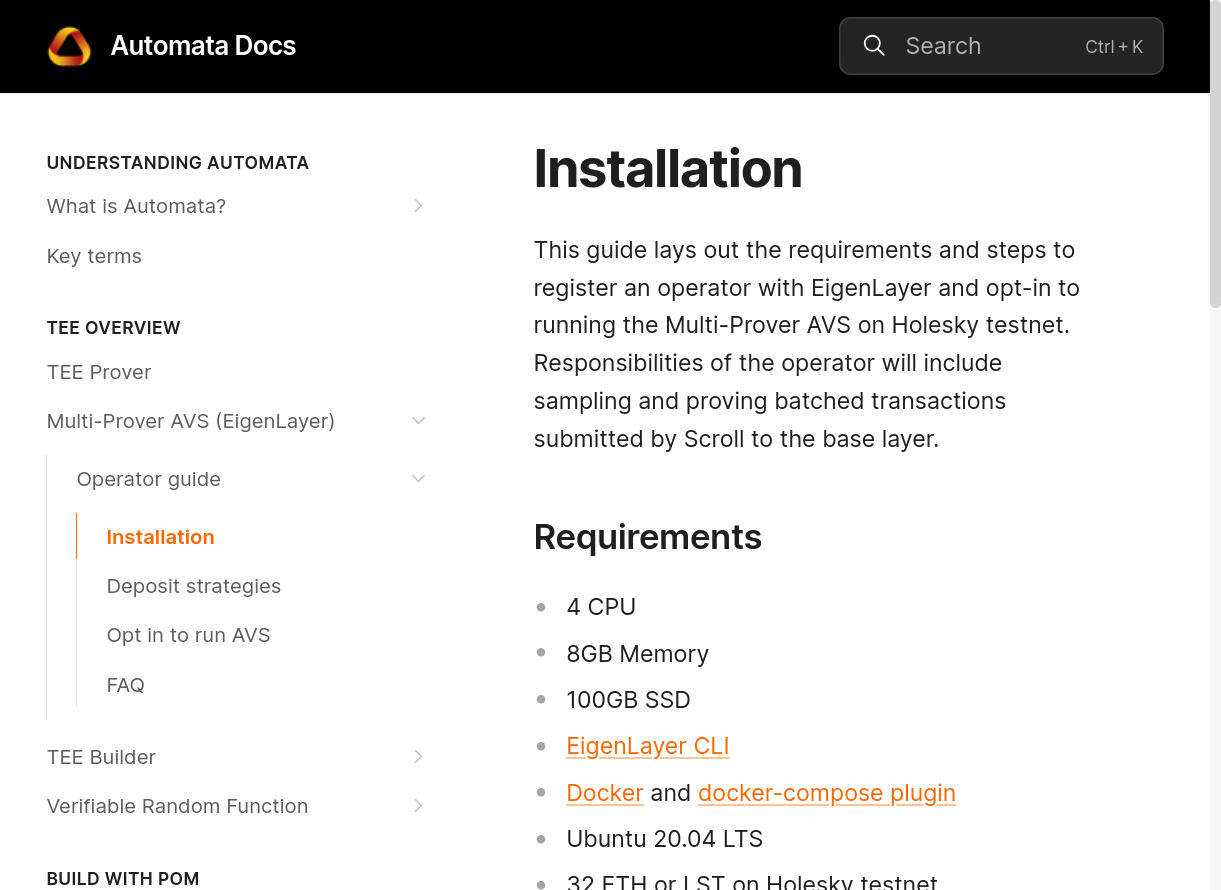 Automata Docs
Search
Ctrl + K
UNDERSTANDING AUTOMATA
What is Automata?
Key terms
TEE OVERVIEW
TEE Prover
Multi-Prover AVS (EigenLayer)
Operator guide
Installation
Deposit strategies
Opt in to run AVS
FAQ
TEE Builder
Verifiable Random Function
BUILD WITH POM
Installation
This guide lays out the requirements and steps to
register an operator with EigenLayer and opt-in to
running the Multi-Prover AVS on Holesky testnet.
Responsibilities of the operator will include
sampling and proving batched transactions
submitted by Scroll to the base layer.
Requirements
4 CPU
8GB Memory
100GB SSD
EigenLayer CLI
Docker and docker-compose plugin
Ubuntu 20.04 LTS
32 ETH or LST on Holesky testnet